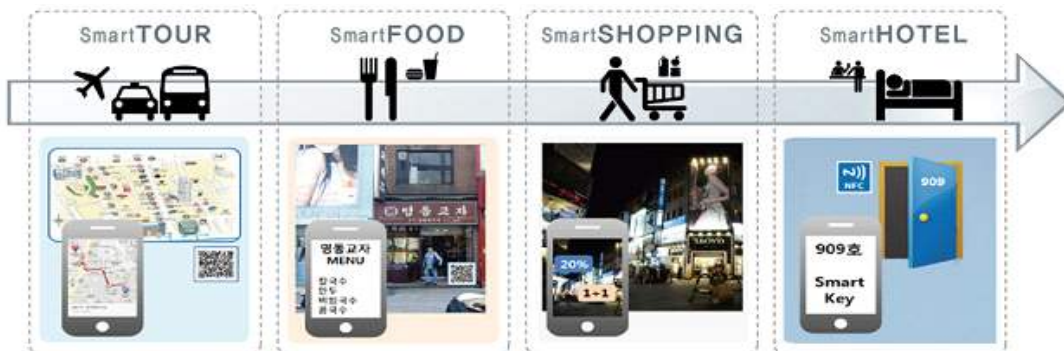 SmartTOUR
SmartFOOD
SmartSHOPPING
SmartHOTEL
명동교자
명동교자
MENU
칼국수
만두
비빔국수
콩국수
20%
1+1
NFC
909
909호
Smart
Key